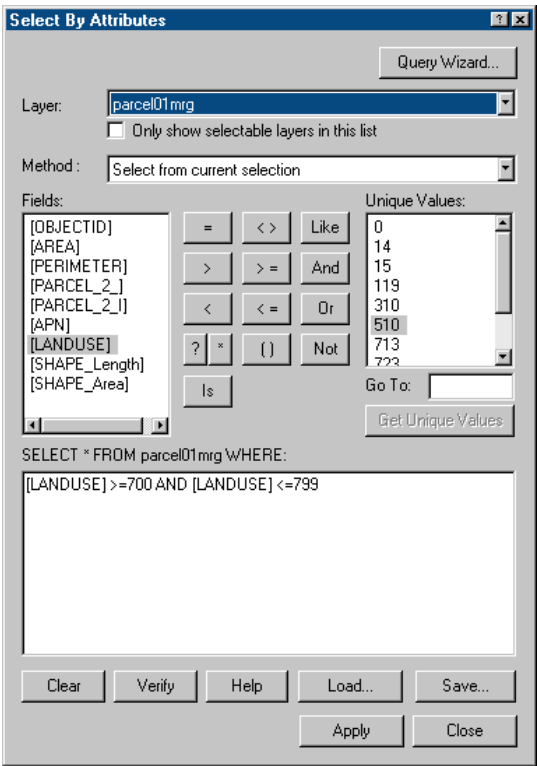 Select By Attributes
?
Query Wizard...
Layer: parcel01mrg
Only show selectable layers in this list
Method : Select from current selection
Fields:
[OBJECTID]
[AREA]
[PERIMETER]
[PARCEL_2_]
[PARCEL_2_I]
[APN]
[LANDUSE]
[SHAPE_Length]
[SHAPE_Area]
= < > Like
> > = And
< < = Or
? * ( ) Not
Is
Unique Values:
0
14
15
119
310
510
713
723
Go To:
Get Unique Values
SELECT * FROM parcel01mrg WHERE:
[LANDUSE] >=700 AND [LANDUSE] <=799
Clear Verify Help Load... Save...
Apply Close